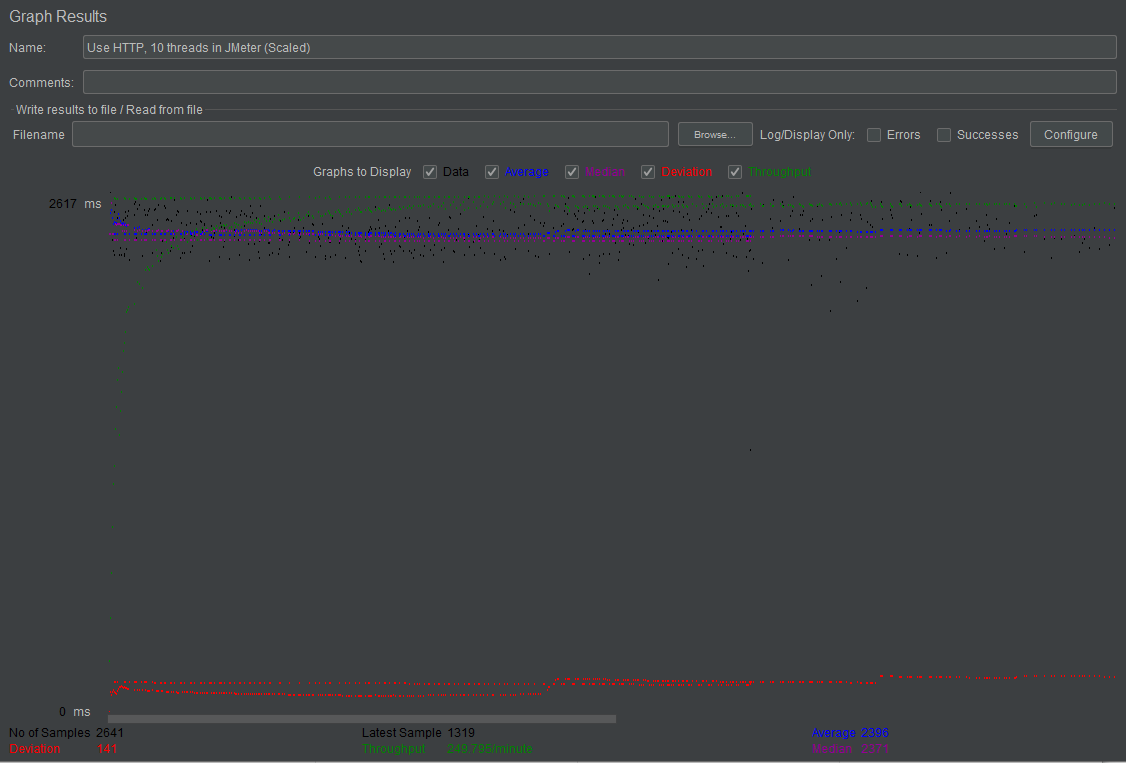 Graph Results
Name: Use HTTP, 10 threads in JMeter (Scaled)
Comments:
Write results to file / Read from file
Filename Browse... Log/Display Only: Errors Successes Configure
Graphs to Display Data Average Median Deviation Throughput
2617 ms
0 ms
No of Samples 2641 Latest Sample 1319 Average 2396
Deviation 141 Throughput 249.795/minute Median 2371